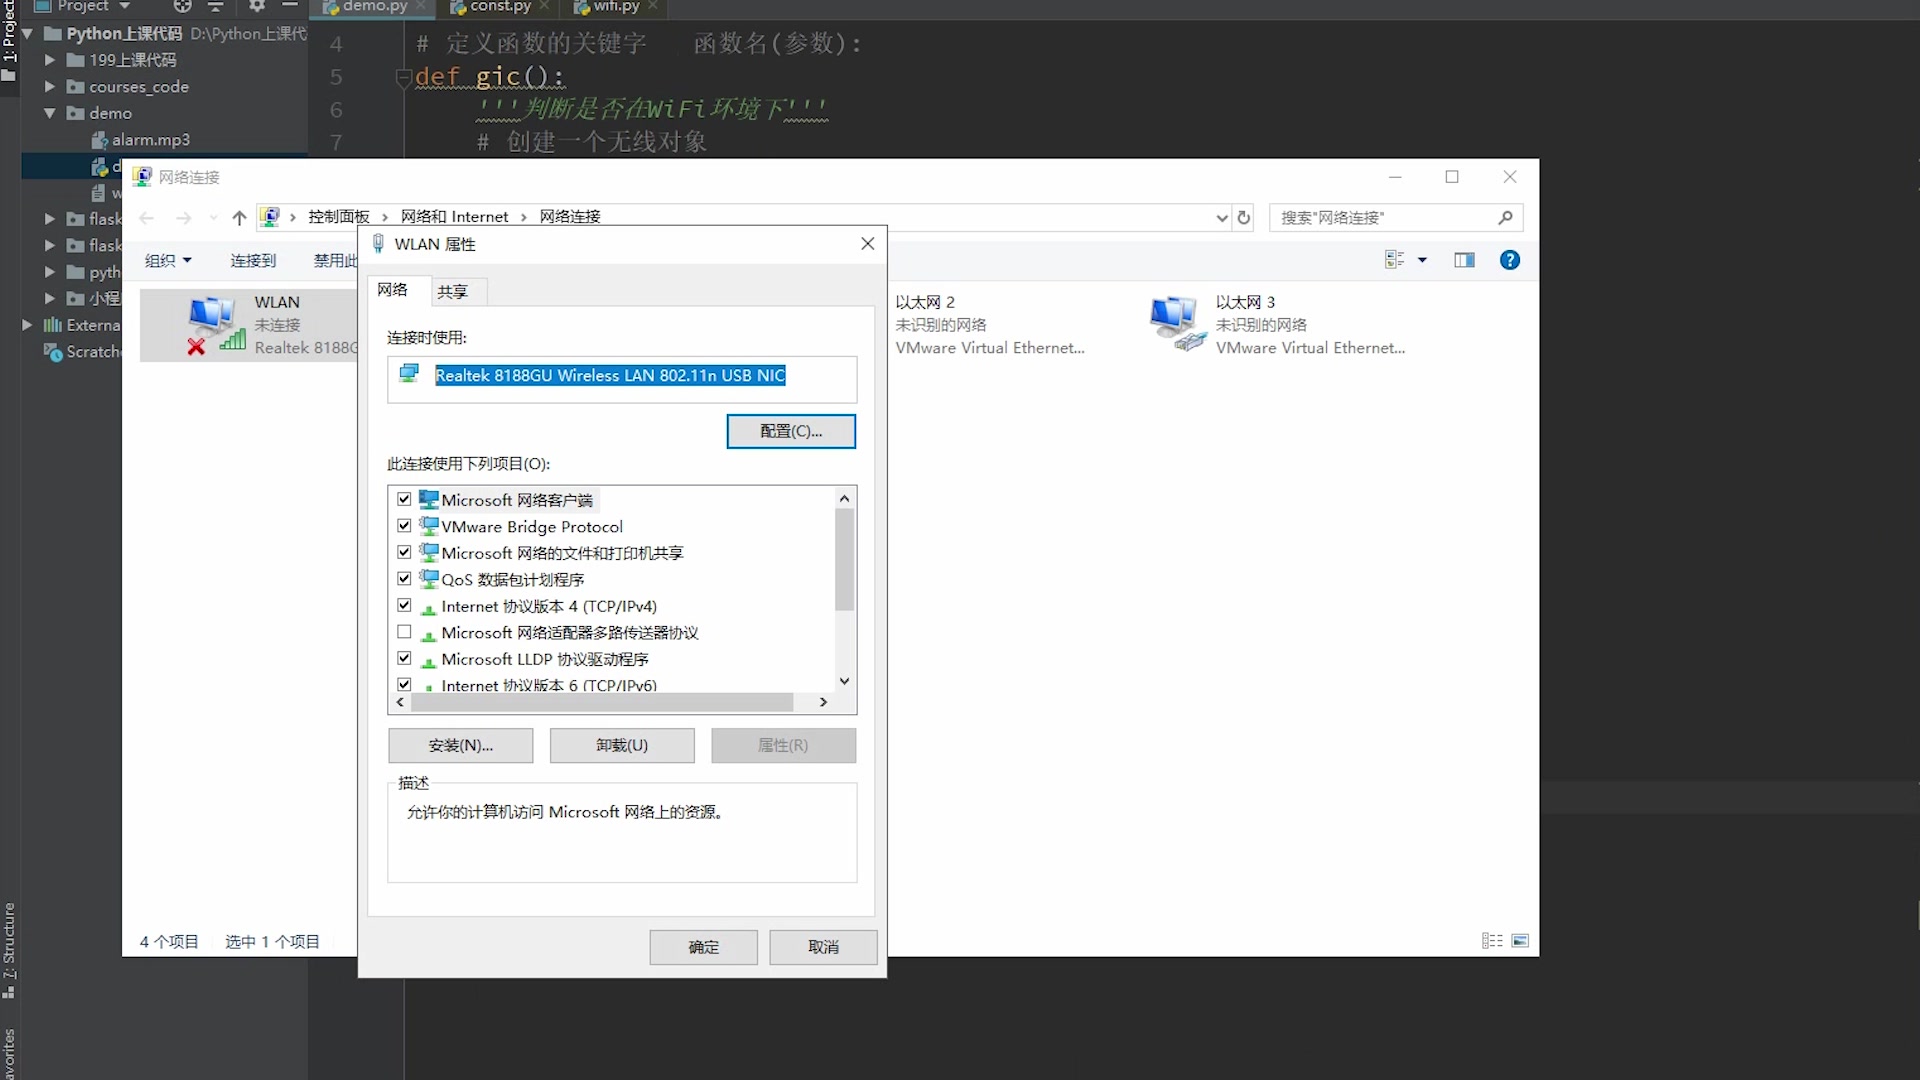 Project
demo.py
const.py
wifi.py
1: Project
Python上课代码 D:\Python上课代
199上课代码
courses_code
demo
alarm.mp3
d
w
flask
flask
pyth
小程
Externa
Scratch
7: Structure
avorites
4 # 定义函数的关键字 函数名(参数):
5 def gic():
6 '''判断是否在WiFi环境下'''
7 # 创建一个无线对象
网络连接
控制面板 > 网络和 Internet > 网络连接
搜索"网络连接"
组织 连接到 禁用此
WLAN
未连接
Realtek 8188G
以太网 2
未识别的网络
VMware Virtual Ethernet...
以太网 3
未识别的网络
VMware Virtual Ethernet...
4 个项目 选中 1 个项目
WLAN 属性
网络 共享
连接时使用:
Realtek 8188GU Wireless LAN 802.11n USB NIC
配置(C)...
此连接使用下列项目(O):
Microsoft 网络客户端
VMware Bridge Protocol
Microsoft 网络的文件和打印机共享
QoS 数据包计划程序
Internet 协议版本 4 (TCP/IPv4)
Microsoft 网络适配器多路传送器协议
Microsoft LLDP 协议驱动程序
Internet 协议版本 6 (TCP/IPv6)
安装(N)... 卸载(U) 属性(R)
描述
允许你的计算机访问 Microsoft 网络上的资源。
确定 取消